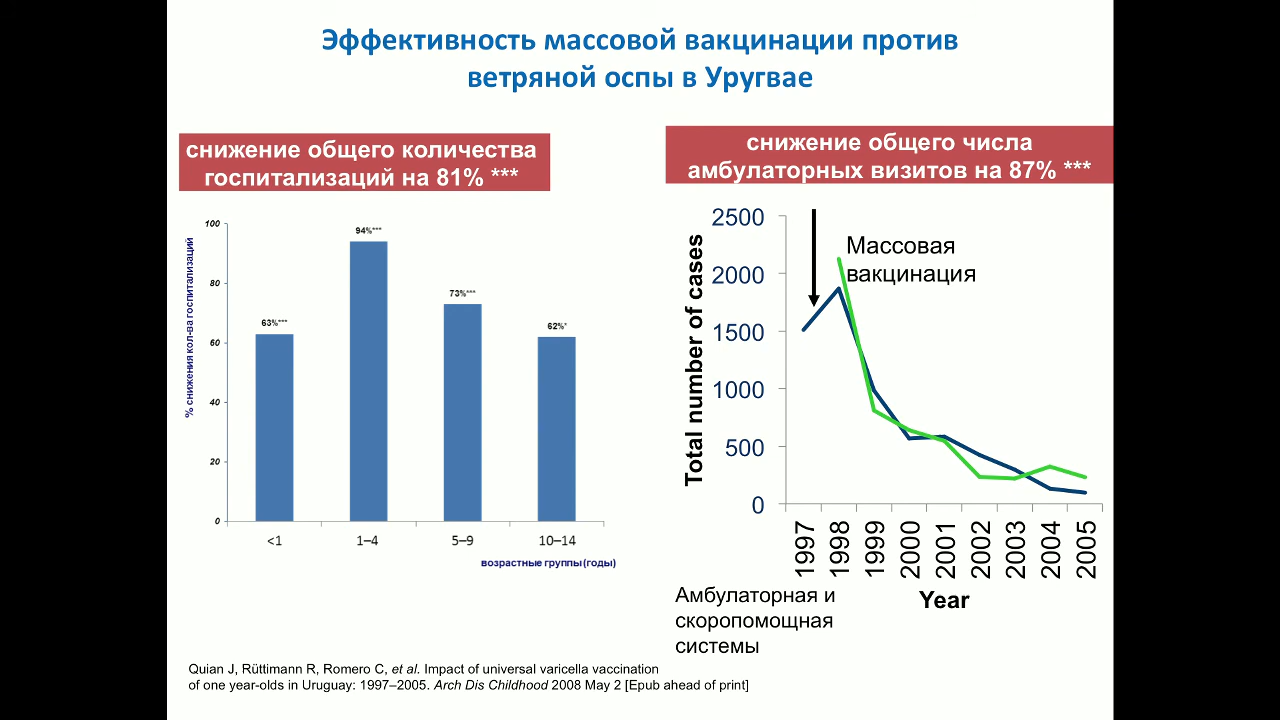 Эффективность массовой вакцинации против
ветряной оспы в Уругвае
снижение общего количества
госпитализаций на 81% ***
снижение общего числа
амбулаторных визитов на 87% ***
% снижения кол-ва госпитализаций
100
80
60
40
20
0
63%***
94%***
73%***
62%*
<1
1–4
5–9
10–14
возрастные группы(годы)
Total number of cases
2500
2000
1500
1000
500
0
Массовая
вакцинация
1997
1998
1999
2000
2001
2002
2003
2004
2005
Year
Амбулаторная и
скоропомощная
системы
Quian J, Rüttimann R, Romero C, et al. Impact of universal varicella vaccination
of one year-olds in Uruguay: 1997–2005. Arch Dis Childhood 2008 May 2 [Epub ahead of print]